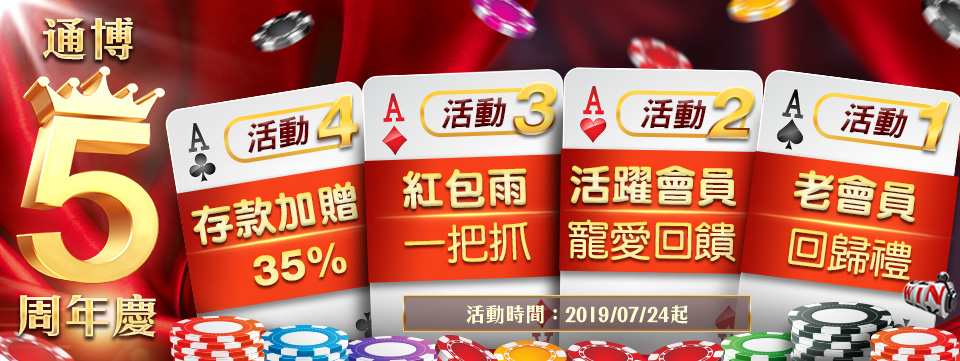 通博
5
周年慶
A
活動4
存款加贈
35%
A
活動3
紅包雨
一把抓
A
活動2
活躍會員
寵愛回饋
A
活動1
老會員
回歸禮
活動時間：2019/07/24起